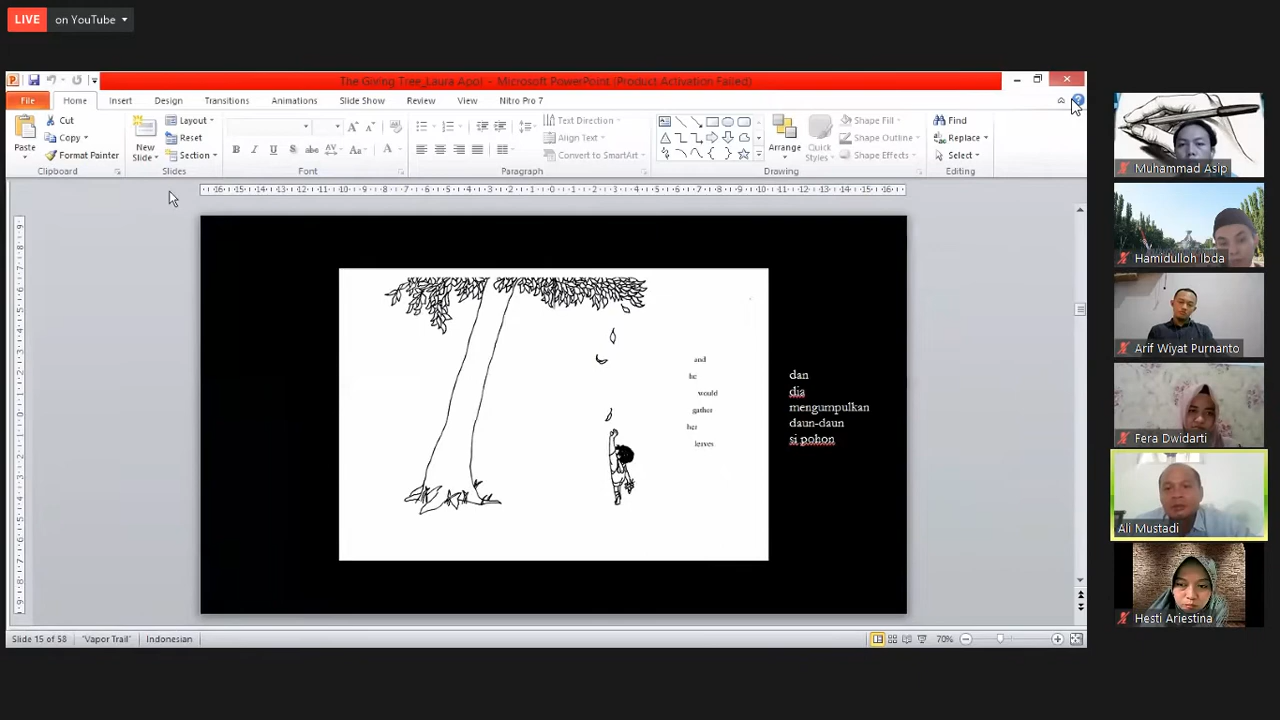 LIVE on YouTube
The Giving Tree_Laura Apol - Microsoft PowerPoint (Product Activation Failed)
File Home Insert Design Transitions Animations Slide Show Review View Nitro Pro 7
Paste
Cut
Copy
Format Painter
Clipboard
New Slide
Layout
Reset
Section
Slides
B I U S abc AV Aa A
Font
Text Direction
Align Text
Convert to SmartArt
Paragraph
Arrange
Quick Styles
Shape Fill
Shape Outline
Shape Effects
Drawing
Find
Replace
Select
Editing
and
he
would
gather
her
leaves
dan
dia
mengumpulkan
daun-daun
si pohon
Slide 15 of 58 "Vapor Trail" Indonesian 70%
Muhammad Asip
Hamidulloh Ibda
Arif Wiyat Purnanto
Fera Dwidarti
Ali Mustadi
Hesti Ariestina